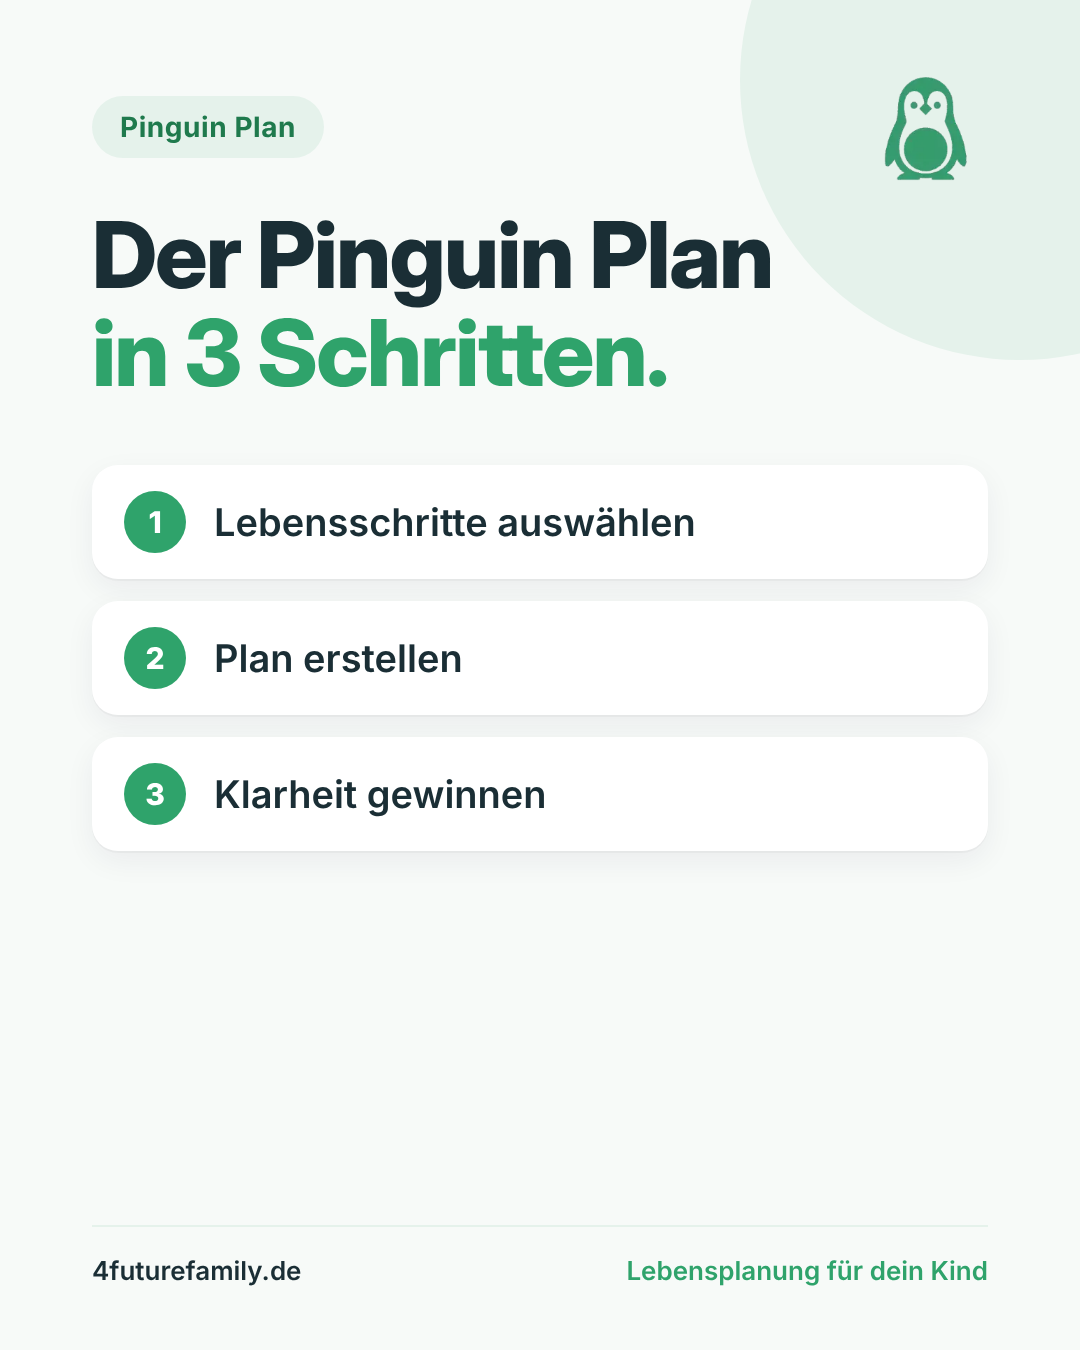 Pinguin Plan
Der Pinguin Plan
in 3 Schritten.
1 Lebensschritte auswählen
2 Plan erstellen
3 Klarheit gewinnen
4futurefamily.de Lebensplanung für dein Kind